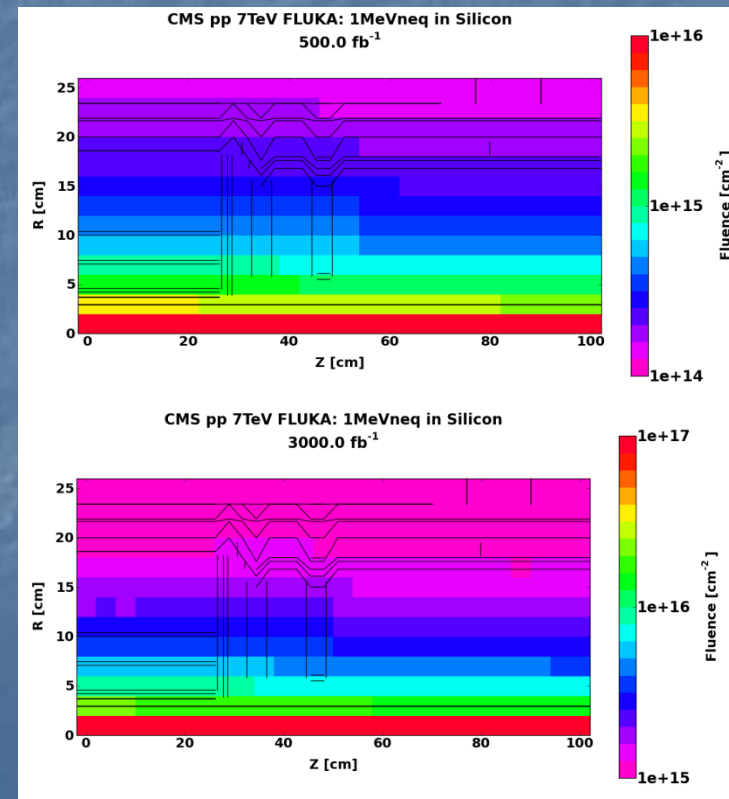 CMS pp 7TeV FLUKA: 1MeVneq in Silicon
500.0 fb⁻¹
25
20
15
10
5
0
R [cm]
0 20 40 60 80 100
Z [cm]
1e+16
1e+15
1e+14
Fluence [cm⁻²]
CMS pp 7TeV FLUKA: 1MeVneq in Silicon
3000.0 fb⁻¹
25
20
15
10
5
0
R [cm]
0 20 40 60 80 100
Z [cm]
1e+17
1e+16
1e+15
Fluence [cm⁻²]